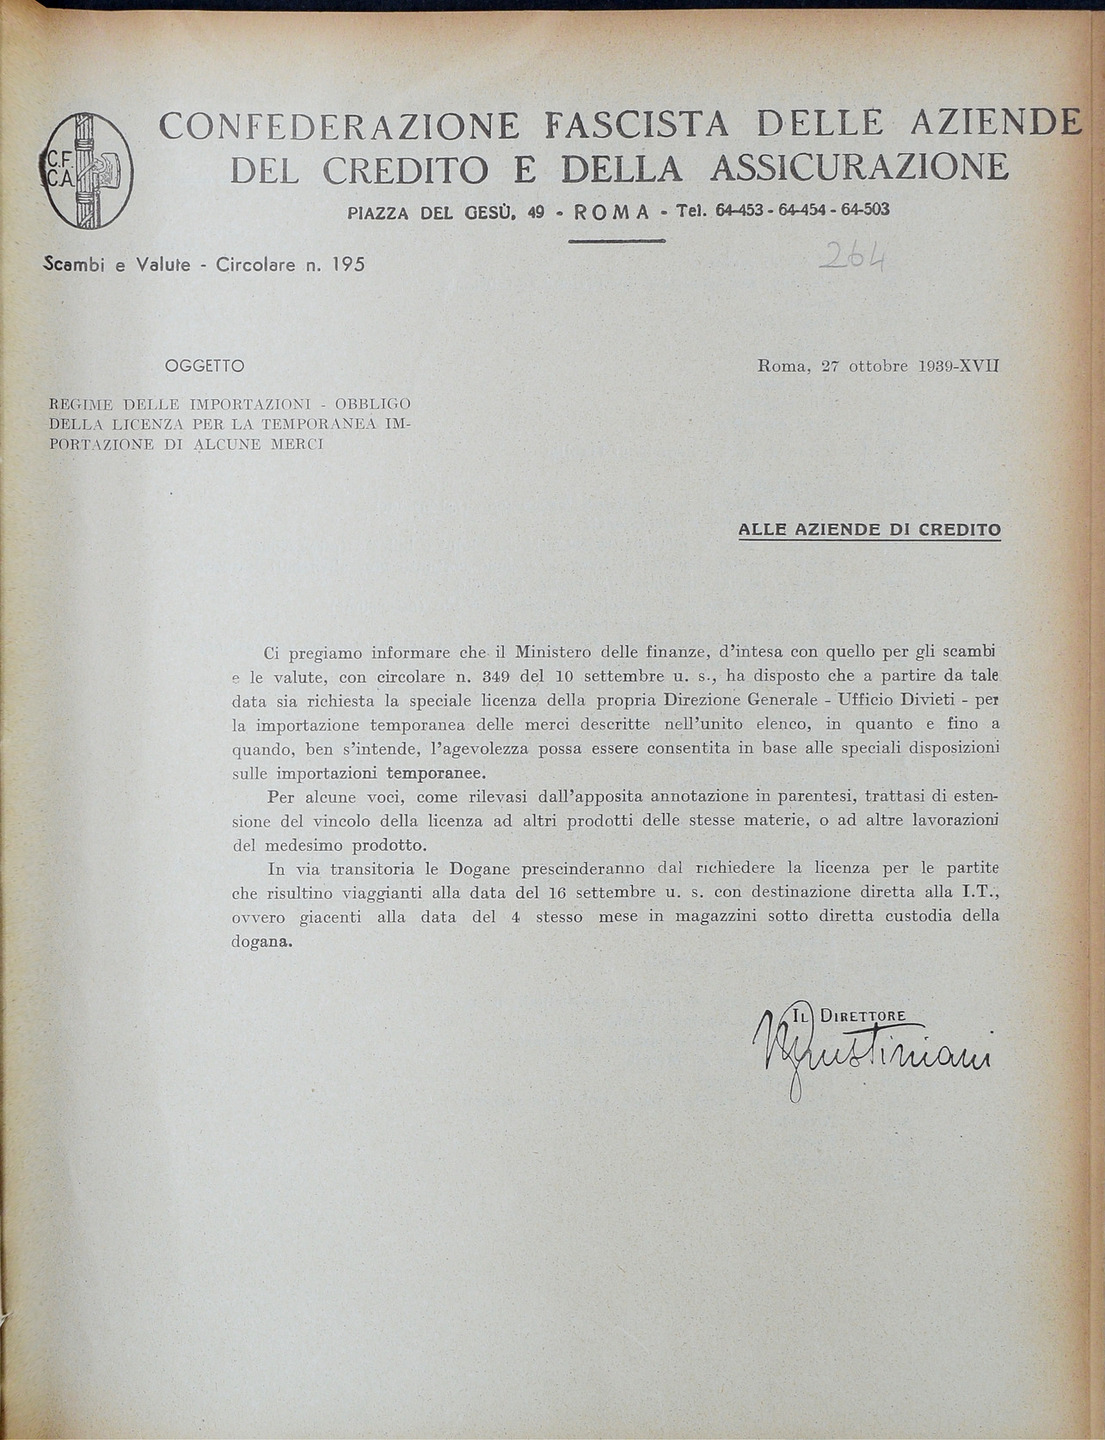 C.F.
C.A.
CONFEDERAZIONE FASCISTA DELLE AZIENDE
DEL CREDITO E DELLA ASSICURAZIONE
PIAZZA DEL GESÙ, 49 - ROMA - Tel. 64-453 - 64-454 - 64-503
Scambi e Valute - Circolare n. 195
264
OGGETTO
Roma, 27 ottobre 1939-XVII
REGIME DELLE IMPORTAZIONI - OBBLIGO
DELLA LICENZA PER LA TEMPORANEA IM-
PORTAZIONE DI ALCUNE MERCI
ALLE AZIENDE DI CREDITO
Ci pregiamo informare che il Ministero delle finanze, d'intesa con quello per gli scambi
e le valute, con circolare n. 349 del 10 settembre u. s., ha disposto che a partire da tale
data sia richiesta la speciale licenza della propria Direzione Generale - Ufficio Divieti - per
la importazione temporanea delle merci descritte nell'unito elenco, in quanto e fino a
quando, ben s'intende, l'agevolezza possa essere consentita in base alle speciali disposizioni
sulle importazioni temporanee.
Per alcune voci, come rilevasi dall'apposita annotazione in parentesi, trattasi di esten-
sione del vincolo della licenza ad altri prodotti delle stesse materie, o ad altre lavorazioni
del medesimo prodotto.
In via transitoria le Dogane prescinderanno dal richiedere la licenza per le partite
che risultino viaggianti alla data del 16 settembre u. s. con destinazione diretta alla I.T.,
ovvero giacenti alla data del 4 stesso mese in magazzini sotto diretta custodia della
dogana.
IL DIRETTORE
Giustiniani